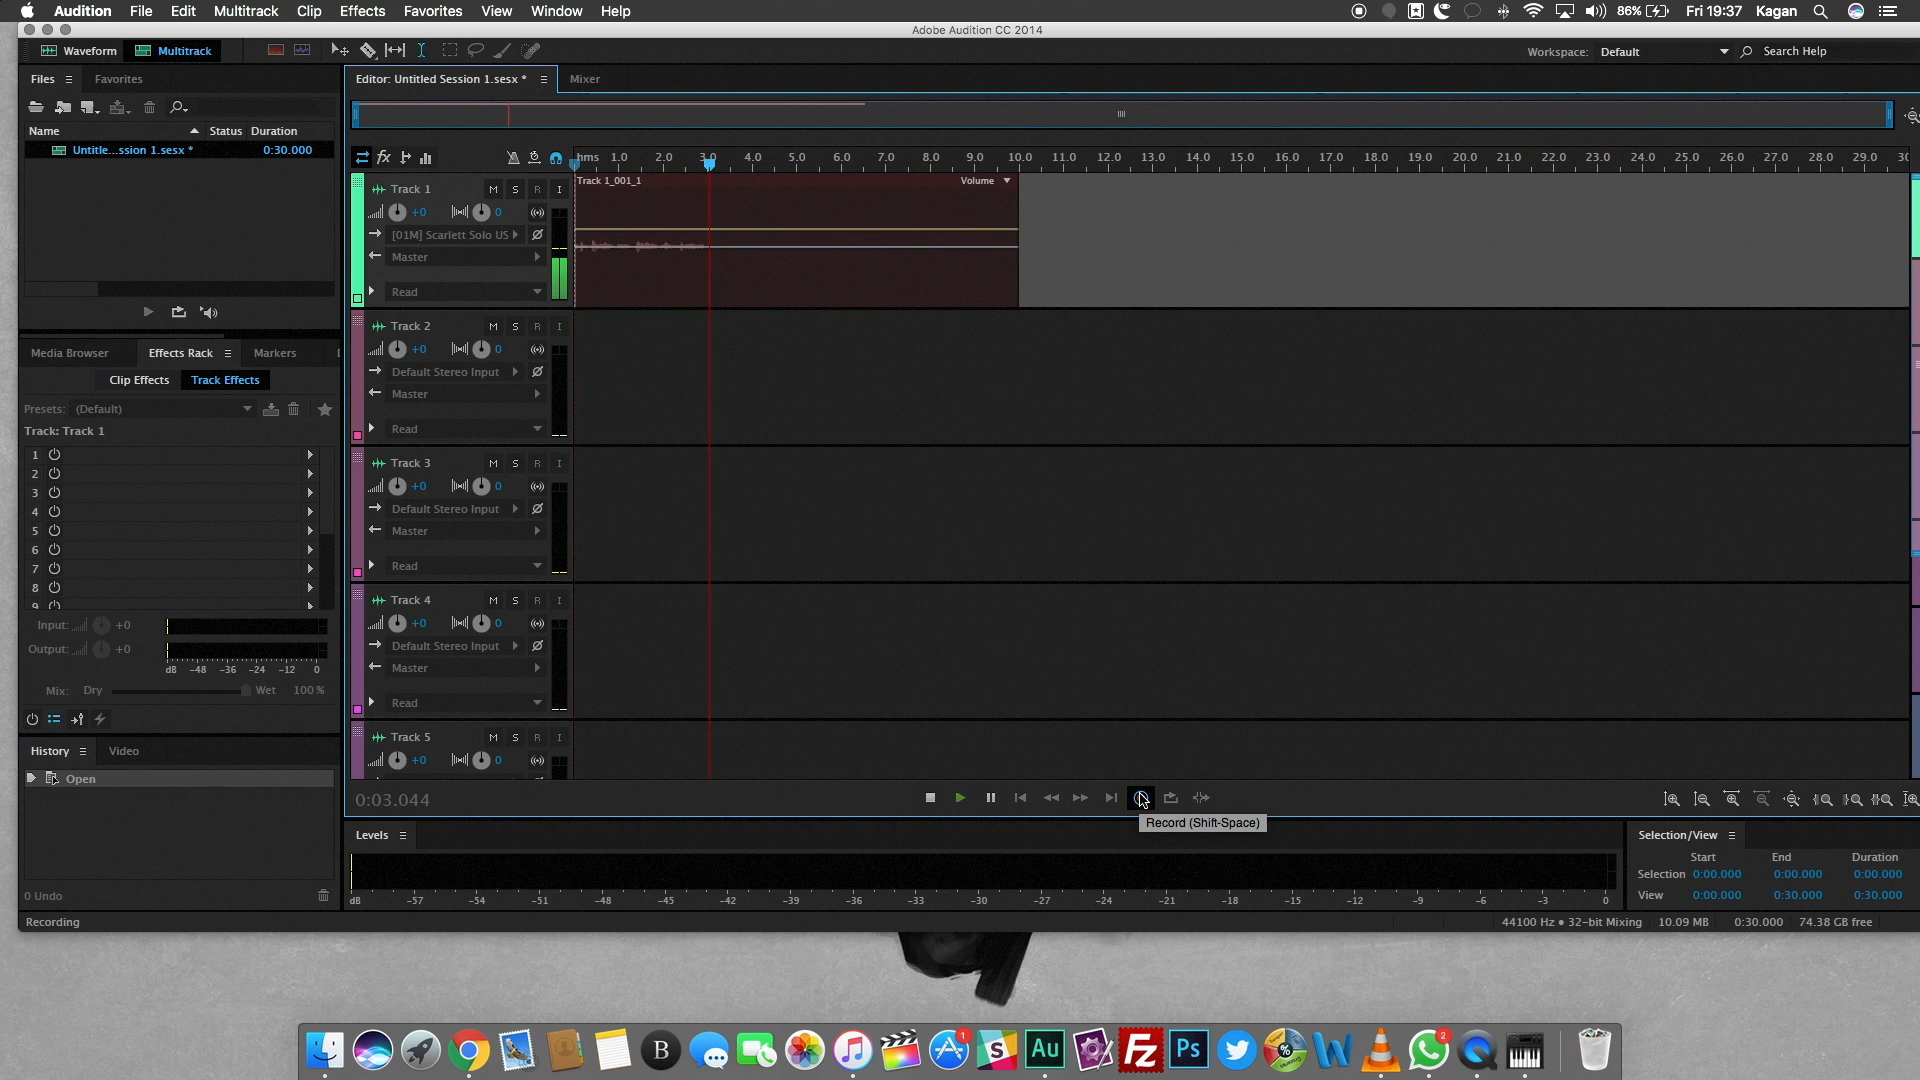 Audition File Edit Multitrack Clip Effects Favorites View Window Help 86% Fri 19:37 Kagan
Adobe Audition CC 2014
Waveform Multitrack Workspace: Default Search Help
Files Favorites
Name Status Duration
Untitle...ssion 1.sesx * 0:30.000
Media Browser Effects Rack Markers
Clip Effects Track Effects
Presets: (Default)
Track: Track 1
1
2
3
4
5
6
7
8
9
Input: +0
Output: +0
dB -48 -36 -24 -12 0
Mix: Dry Wet 100 %
History Video
Open
0 Undo
Recording
Editor: Untitled Session 1.sesx * Mixer
fx hms 1.0 2.0 3.0 4.0 5.0 6.0 7.0 8.0 9.0 10.0 11.0 12.0 13.0 14.0 15.0 16.0 17.0 18.0 19.0 20.0 21.0 22.0 23.0 24.0 25.0 26.0 27.0 28.0 29.0 30
Track 1 M S R I
+0 0
[01M] Scarlett Solo US
Master
Read
Track 1_001_1 Volume
Track 2 M S R I
+0 0
Default Stereo Input
Master
Read
Track 3 M S R I
+0 0
Default Stereo Input
Master
Read
Track 4 M S R I
+0 0
Default Stereo Input
Master
Read
Track 5 M S R I
+0 0
0:03.044
Record (Shift-Space)
Levels
dB -57 -54 -51 -48 -45 -42 -39 -36 -33 -30 -27 -24 -21 -18 -15 -12 -9 -6 -3 0
Selection/View
Start End Duration
Selection 0:00.000 0:00.000 0:00.000
View 0:00.000 0:30.000 0:30.000
44100 Hz • 32-bit Mixing 10.09 MB 0:30.000 74.38 GB free
B 1 S Au Fz Ps % W 2